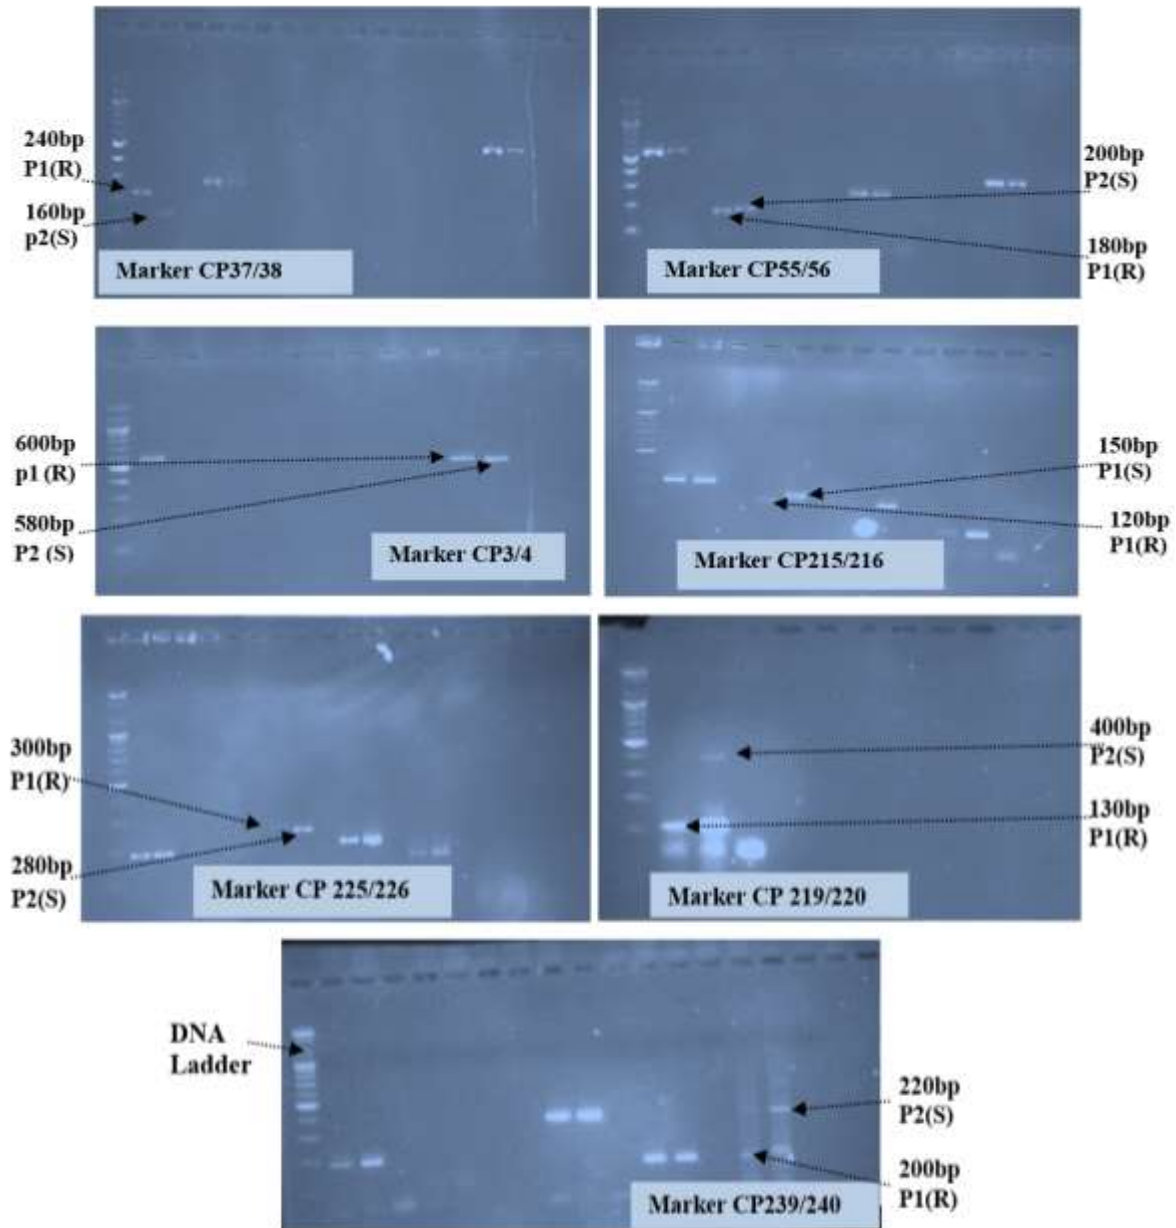 240bp
P1(R)
160bp
p2(S)
Marker CP37/38
200bp
P2(S)
180bp
P1(R)
Marker CP55/56
600bp
p1 (R)
580bp
P2 (S)
Marker CP3/4
150bp
P1(S)
120bp
P1(R)
Marker CP215/216
300bp
P1(R)
280bp
P2(S)
Marker CP 225/226
400bp
P2(S)
130bp
P1(R)
Marker CP 219/220
DNA
Ladder
220bp
P2(S)
200bp
P1(R)
Marker CP239/240